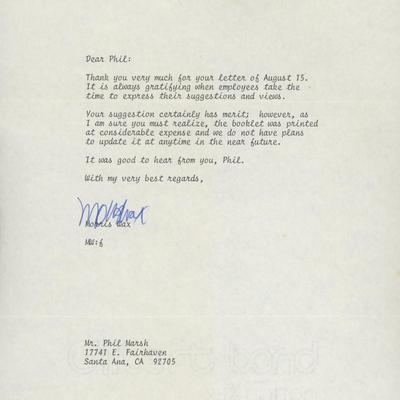 Dear Phil:
Thank you very much for your letter of August 15.
It is always gratifying when employees take the
time to express their suggestions and views.
Your suggestion certainly has merit; however, as
I am sure you must realize, the booklet was printed
at considerable expense and we do not have plans
to update it at anytime in the near future.
It was good to hear from you, Phil.
With my very best regards,
Morris Wax
MW:f
Mr. Phil Marsh
17741 E. Fairhaven
Santa Ana, CA 92705